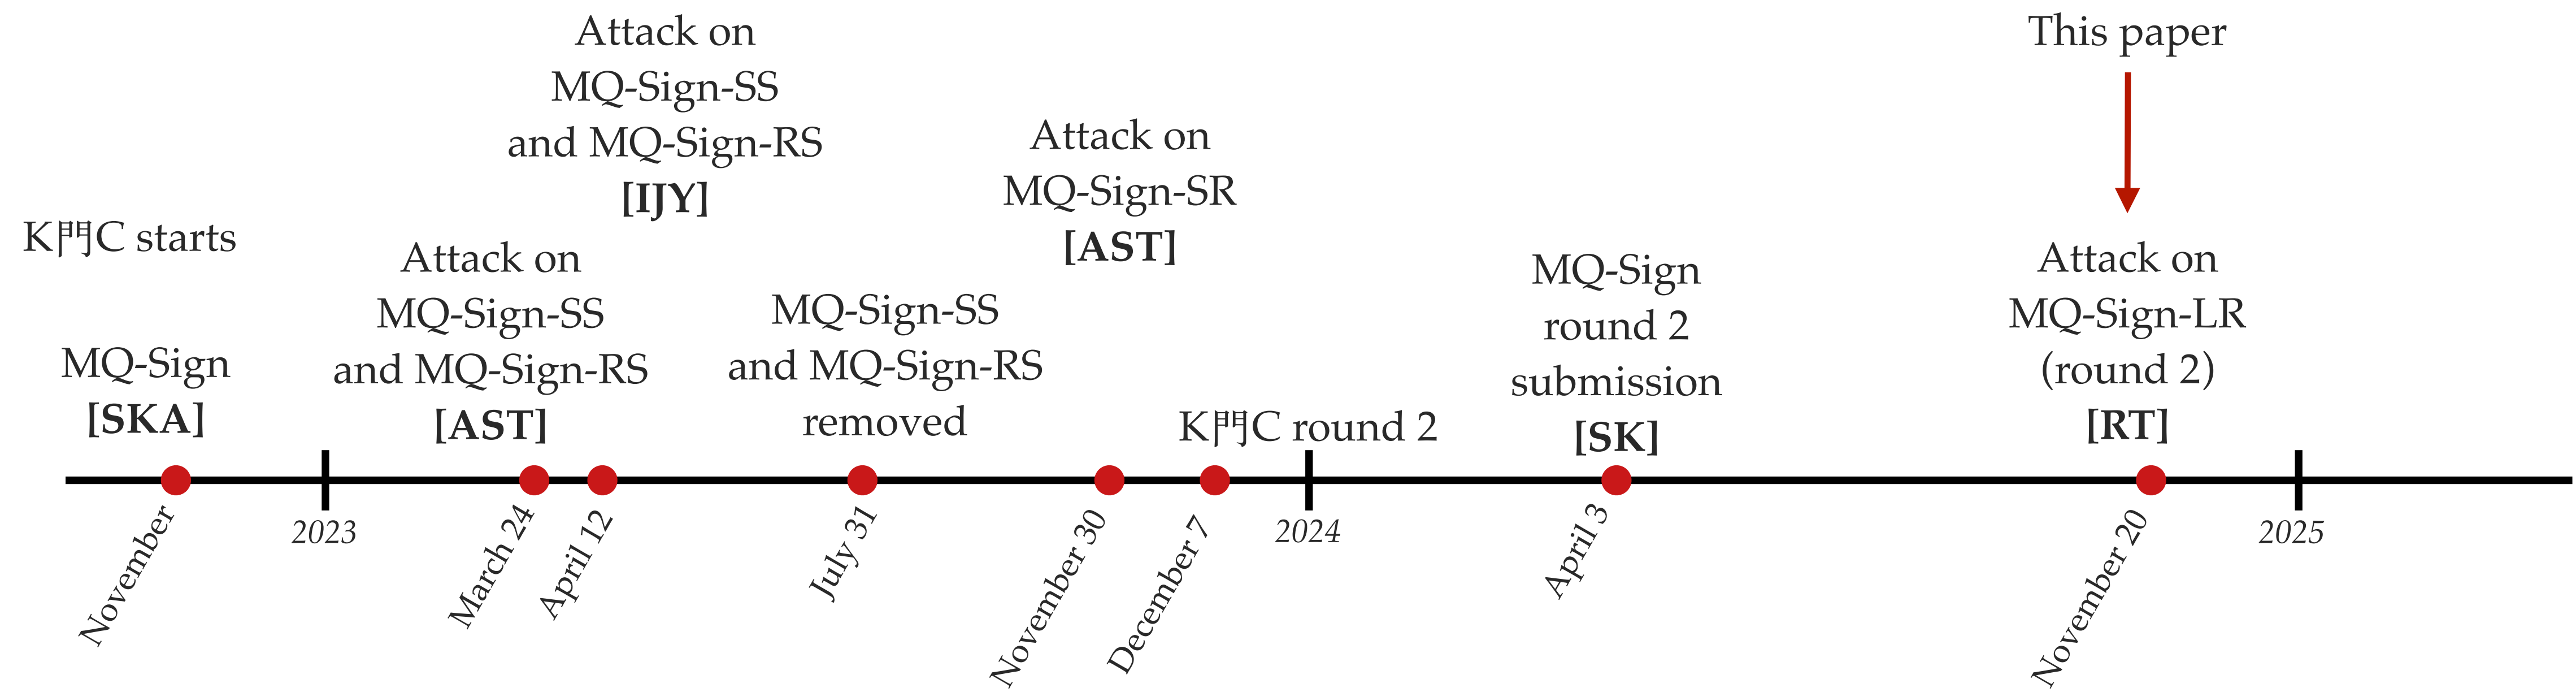 K門C starts
MQ-Sign
[SKA]
November
2023
Attack on
MQ-Sign-SS
and MQ-Sign-RS
[AST]
March 24
Attack on
MQ-Sign-SS
and MQ-Sign-RS
[IJY]
April 12
MQ-Sign-SS
and MQ-Sign-RS
removed
July 31
Attack on
MQ-Sign-SR
[AST]
November 30
K門C round 2
December 7
2024
MQ-Sign
round 2
submission
[SK]
April 3
This paper
Attack on
MQ-Sign-LR
(round 2)
[RT]
November 20
2025